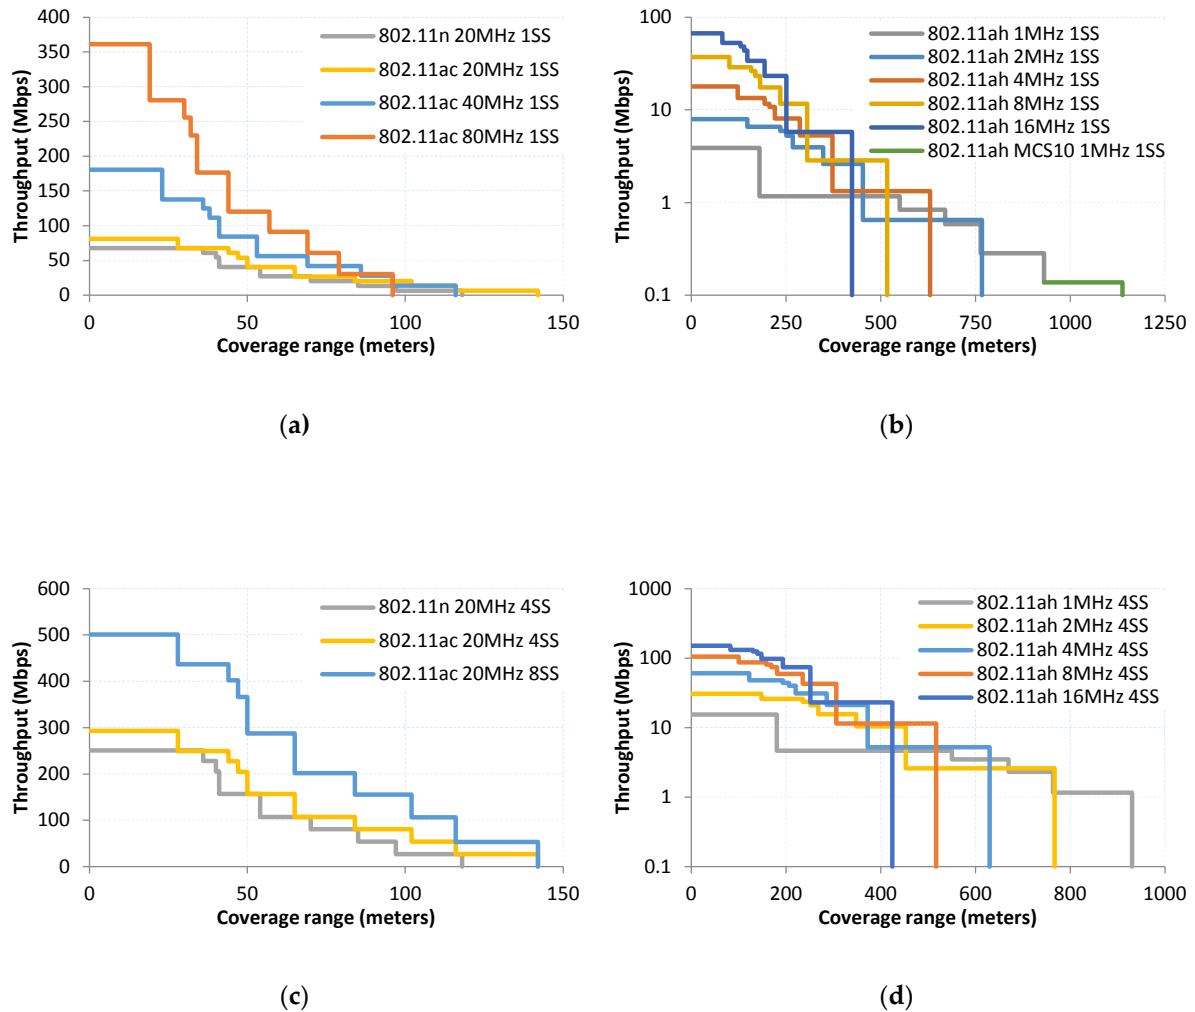 400
350
300
250
200
150
100
50
0
Throughput (Mbps)
802.11n 20MHz 1SS
802.11ac 20MHz 1SS
802.11ac 40MHz 1SS
802.11ac 80MHz 1SS
0 50 100 150
Coverage range (meters)
(a)
100
10
1
0.1
Throughput (Mbps)
802.11ah 1MHz 1SS
802.11ah 2MHz 1SS
802.11ah 4MHz 1SS
802.11ah 8MHz 1SS
802.11ah 16MHz 1SS
802.11ah MCS10 1MHz 1SS
0 250 500 750 1000 1250
Coverage range (meters)
(b)
600
500
400
300
200
100
0
Throughput (Mbps)
802.11n 20MHz 4SS
802.11ac 20MHz 4SS
802.11ac 20MHz 8SS
0 50 100 150
Coverage range (meters)
(c)
1000
100
10
1
0.1
Throughput (Mbps)
802.11ah 1MHz 4SS
802.11ah 2MHz 4SS
802.11ah 4MHz 4SS
802.11ah 8MHz 4SS
802.11ah 16MHz 4SS
0 200 400 600 800 1000
Coverage range (meters)
(d)